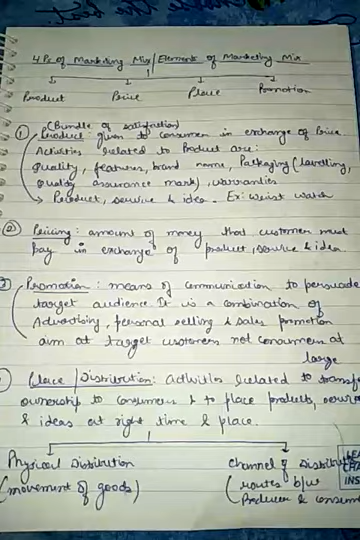 4 Ps of Marketing Mix/Elements of Marketing Mix
Product Price Place Promotion
(Bundle of satisfaction)
① Product given to consumer in exchange of Price
Activities related to Product are:
Quality, features, brand name, Packaging (labelling,
quality assurance mark), warranties
→ Product, service & idea. Ex: wrist watch
② Pricing: amount of money that customer must
pay in exchange of product, service & idea
③ Promotion: means of communication to persuade
target audience It is a combination of
Advertising, personal selling & sales promotion
aim at target customers not consumers at
large
Place/Distribution: Activities related to transfer
ownership to consumers & to place products,
& ideas at right time & place.
Physical Distribution Channel of Distribution
(movement of goods) (routes b/w
Producer & consum